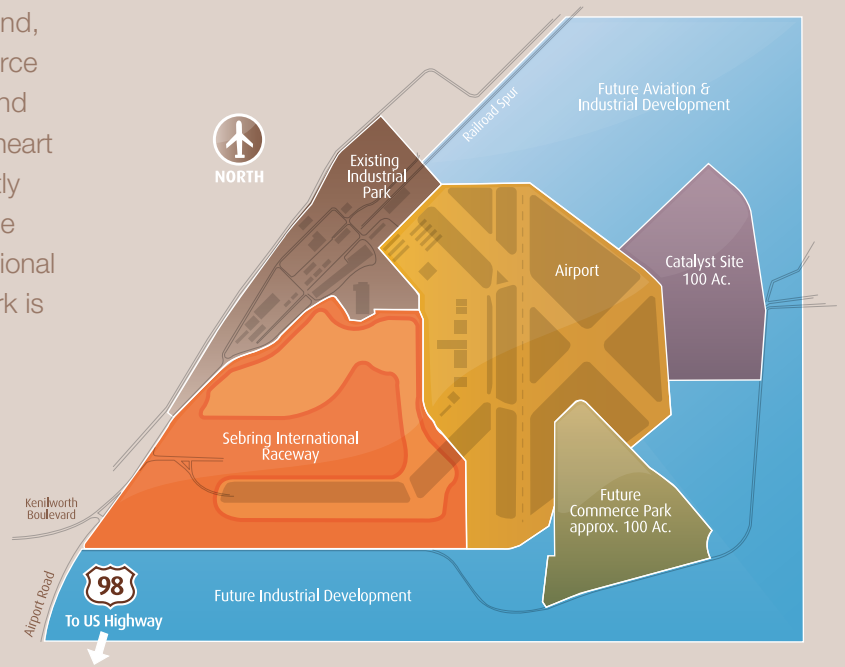 nd,
rce
nd
heart
tly
e
ional
rk is
NORTH
Existing
Industrial
Park
Railroad Spur
Future Aviation &
Industrial Development
Airport
Catalyst Site
100 Ac.
Sebring International
Raceway
Future
Commerce Park
approx. 100 Ac.
Kenilworth
Boulevard
Airport Road
98
To US Highway
Future Industrial Development